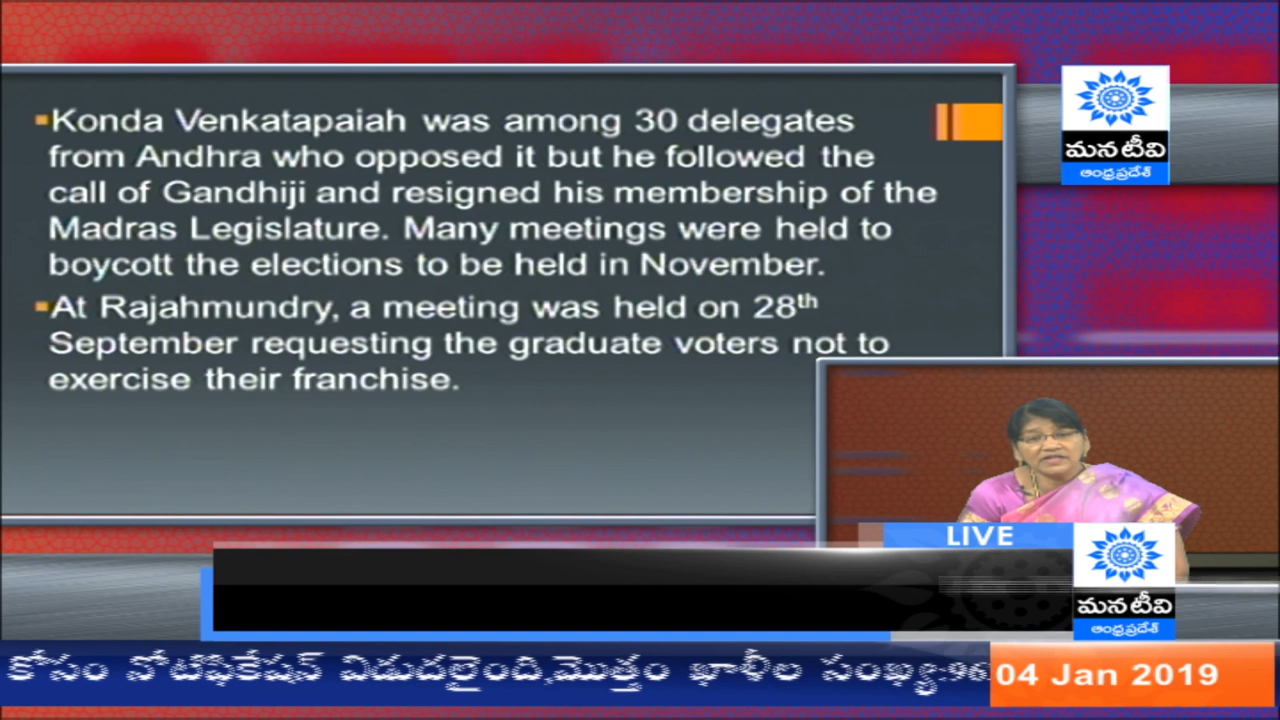 ▪Konda Venkatapaiah was among 30 delegates
from Andhra who opposed it but he followed the
call of Gandhiji and resigned his membership of the
Madras Legislature. Many meetings were held to
boycott the elections to be held in November.
▪At Rajahmundry, a meeting was held on 28th
September requesting the graduate voters not to
exercise their franchise.
మన టీవి
ఆంధ్రప్రదేశ్
LIVE
మన టీవి
ఆంధ్రప్రదేశ్
కోసం నోటిఫికేషన్ విడుదలైంది,మొత్తం ఖాళీల సంఖ్య:96
04 Jan 2019